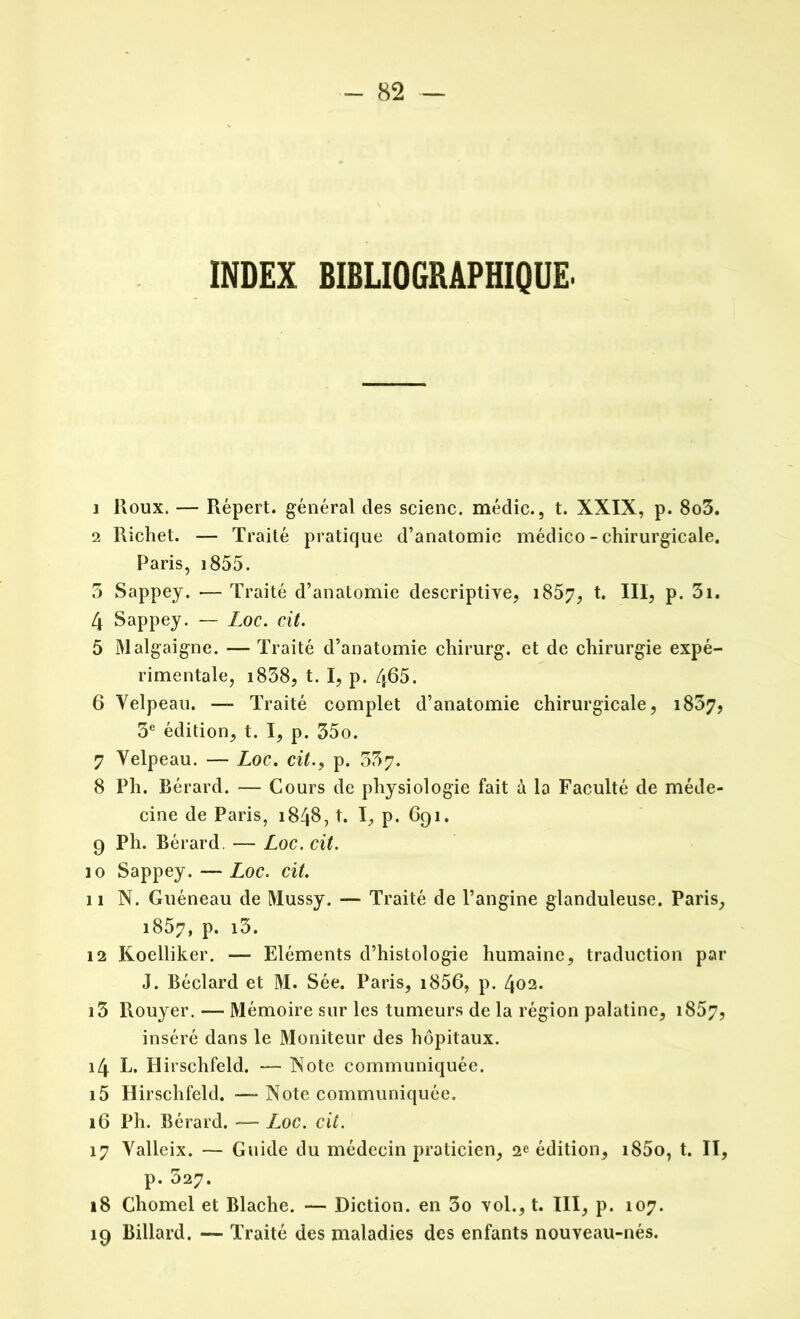 — 82 —
INDEX BIBLIOGRAPHIQUE.
1 Roux. — Répert. général des scienc. médic., t. XXIX, p. 803.
2 Richet. — Traité pratique d'anatomie médico-chirurgicale.
Paris, 1855.
3 Sappey. — Traité d'anatomie descriptive, 1857, t. III, p. 31.
4 Sappey. — Loc. cit.
5 Malgaigne. — Traité d'anatomie chirurg. et de chirurgie expé-
rimentale, 1838, t. I, p. 465.
6 Velpeau. — Traité complet d'anatomie chirurgicale, 1837,
3e édition, t. I, p. 350.
7 Velpeau. — Loc. cit., p. 337.
8 Ph. Bérard. — Cours de physiologie fait à la Faculté de méde-
cine de Paris, 1848, t. I, p. 691.
9 Ph. Bérard. — Loc. cit.
10 Sappey. — Loc. cit.
11 N. Guéneau de Mussy. — Traité de l'angine glanduleuse. Paris,
1857, p. 13.
12 Koelliker. — Eléments d'histologie humaine, traduction par
J. Béclard et M. Sée. Paris, 1856, p. 402.
13 Rouyer. — Mémoire sur les tumeurs de la région palatine, 1857,
inséré dans le Moniteur des hôpitaux.
14 L. Hirschfeld. — Note communiquée.
15 Hirschfeld. — Note communiquée.
16 Ph. Bérard. — Loc. cit.
17 Valleix. — Guide du médecin praticien, 2e édition, 1850, t. II,
p. 327.
18 Chomel et Blache. — Diction. en 30 vol., t. III, p. 107.
19 Billard. — Traité des maladies des enfants nouveau-nés.